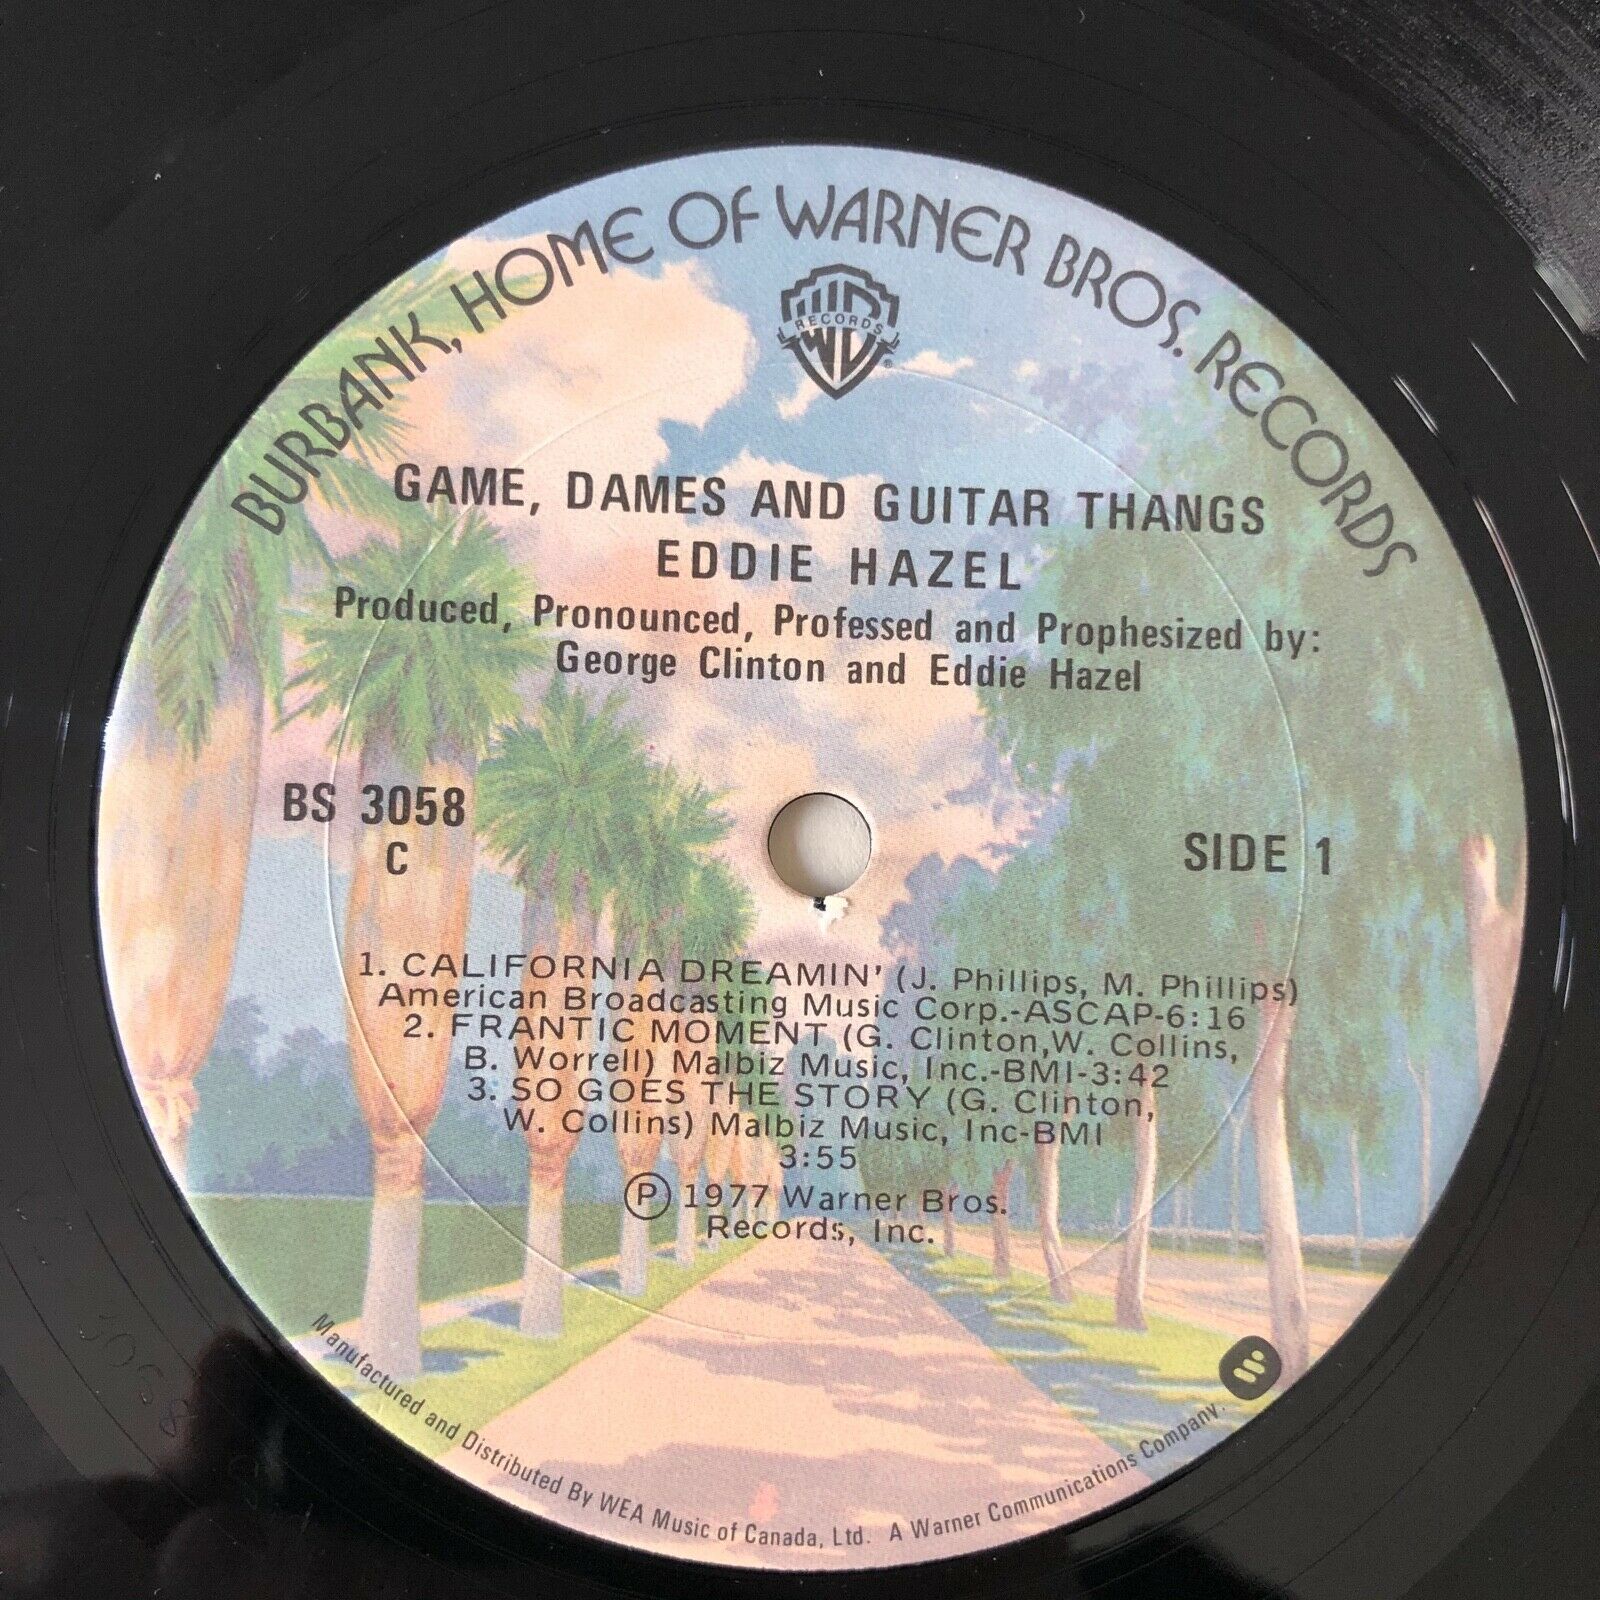 BURBANK, HOME OF WARNER BROS. RECORDS
RECORDS
GAME, DAMES AND GUITAR THANGS
EDDIE HAZEL
Produced, Pronounced, Professed and Prophesized by:
George Clinton and Eddie Hazel
BS 3058
C
SIDE 1
1. CALIFORNIA DREAMIN' (J. Phillips, M. Phillips)
American Broadcasting Music Corp.-ASCAP-6:16
2. FRANTIC MOMENT (G. Clinton,W. Collins,
B. Worrell) Malbiz Music, Inc.-BMI-3:42
3. SO GOES THE STORY (G. Clinton,
W. Collins) Malbiz Music, Inc-BMI
3:55
Ⓟ 1977 Warner Bros.
Records, Inc.
Manufactured and Distributed By WEA Music of Canada, Ltd. A Warner Communications Company.